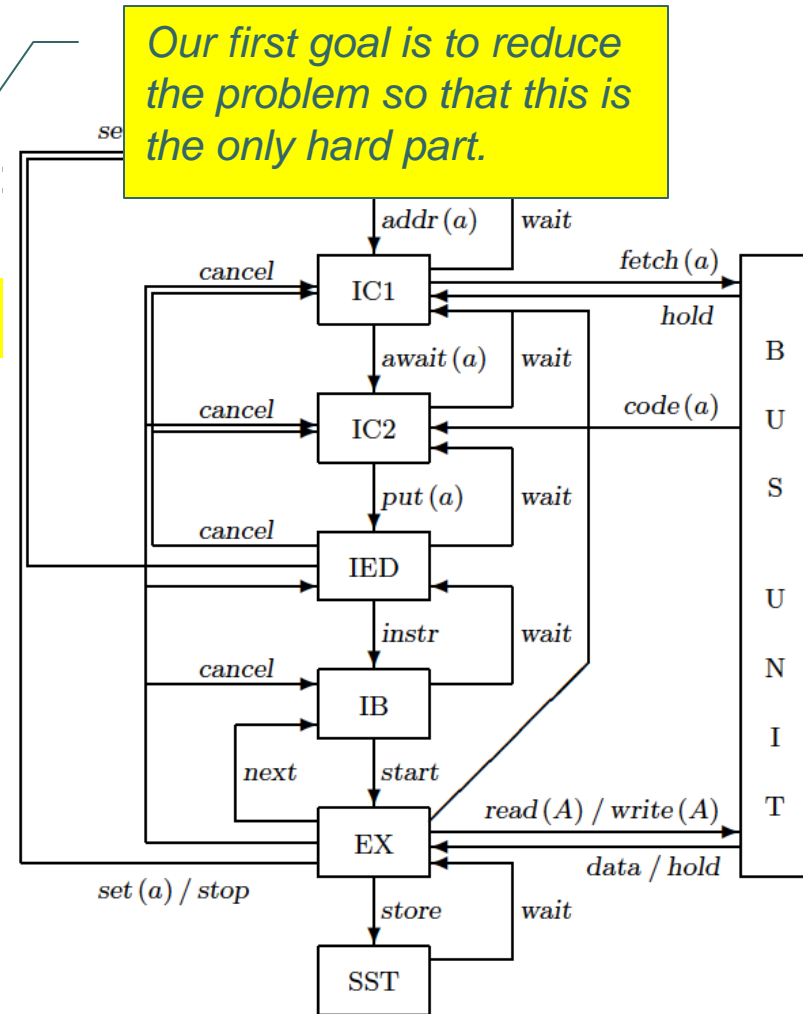 Our first goal is to reduce
the problem so that this is
the only hard part.
se
addr (a) wait
cancel fetch (a)
IC1
hold
B
await (a) wait
cancel code (a)
U
IC2
S
put (a) wait
cancel
IED
U
instr wait
cancel
N
IB
I
next start
read (A) / write (A)
T
EX
data / hold
set (a) / stop
store wait
SST